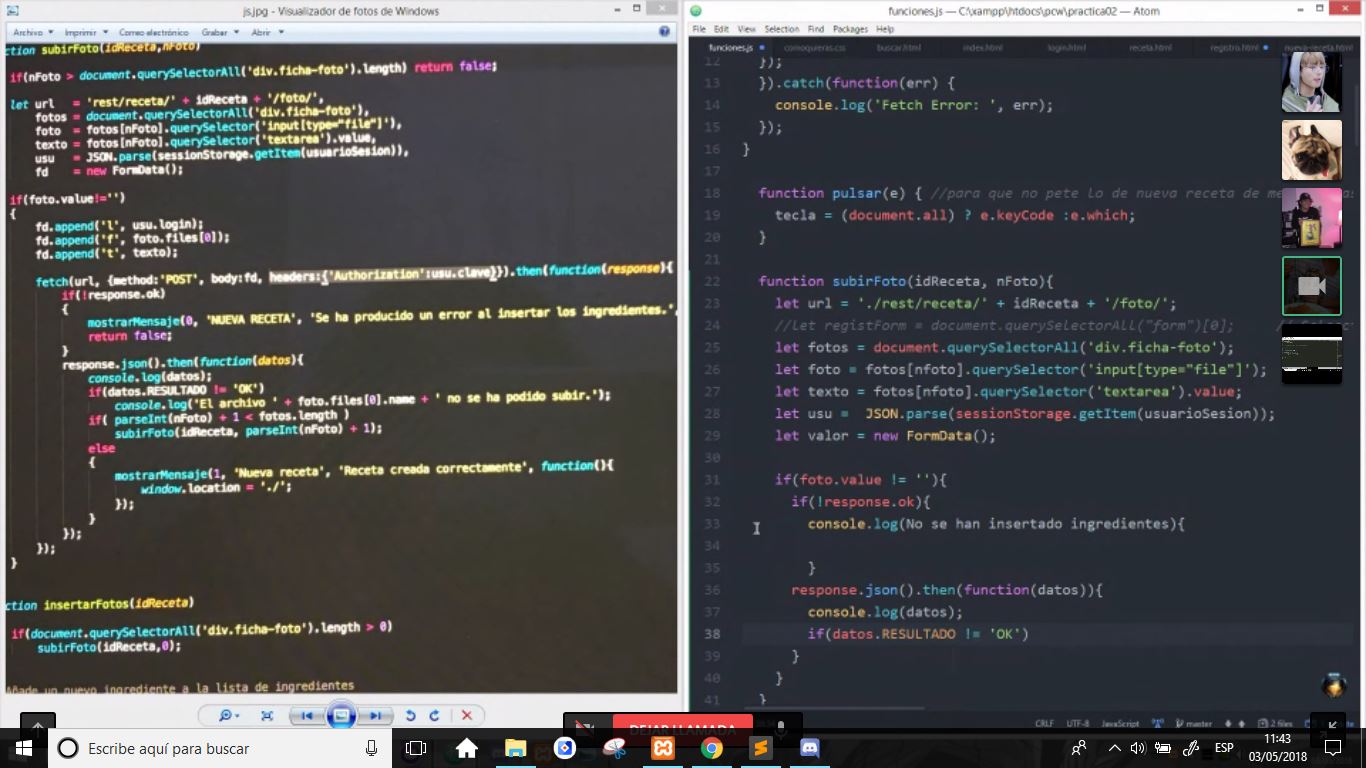 js.jpg - Visualizador de fotos de Windows
Archivo Imprimir Correo electrónico Grabar Abrir
ction subirFoto(idReceta,nFoto)
if(nFoto > document.querySelectorAll('div.ficha-foto').length) return false;
let url = 'rest/receta/' + idReceta + '/foto/',
fotos = document.querySelectorAll('div.ficha-foto'),
foto = fotos[nFoto].querySelector('input[type="file"]'),
texto = fotos[nFoto].querySelector('textarea').value,
usu = JSON.parse(sessionStorage.getItem(usuarioSesion)),
fd = new FormData();
if(foto.value!='')
{
fd.append('l', usu.login);
fd.append('f', foto.files[0]);
fd.append('t', texto);
fetch(url, {method:'POST', body:fd, headers:{'Authorization':usu.clave}}).then(function(response){
if(!response.ok)
{
mostrarMensaje(0, 'NUEVA RECETA', 'Se ha producido un error al insertar los ingredientes.',
return false;
}
response.json().then(function(datos){
console.log(datos);
if(datos.RESULTADO != 'OK')
console.log('El archivo ' + foto.files[0].name + ' no se ha podido subir.');
if( parseInt(nFoto) + 1 < fotos.length )
subirFoto(idReceta, parseInt(nFoto) + 1);
else
{
mostrarMensaje(1, 'Nueva receta', 'Receta creada correctamente', function(){
window.location = './';
});
}
});
});
}
ction insertarFotos(idReceta)
if(document.querySelectorAll('div.ficha-foto').length > 0)
subirFoto(idReceta,0);
Añade un nuevo ingrediente a la lista de ingredientes
funciones.js — C:\xampp\htdocs\pcw\practica02 — Atom
File Edit View Selection Find Packages Help
funciones.js comoquieras.css buscar.html index.html login.html receta.html registro.html nueva-receta.html
12 });
13 }).catch(function(err) {
14 console.log('Fetch Error: ', err);
15 });
16 }
17
18 function pulsar(e) { //para que no pete lo de nueva receta de
19 tecla = (document.all) ? e.keyCode :e.which;
20 }
21
22 function subirFoto(idReceta, nFoto){
23 let url = './rest/receta/' + idReceta + '/foto/';
24 //Let registForm = document.querySelectorAll("form")[0];
25 let fotos = document.querySelectorAll('div.ficha-foto');
26 let foto = fotos[nfoto].querySelector('input[type="file"]');
27 let texto = fotos[nfoto].querySelector('textarea').value;
28 let usu = JSON.parse(sessionStorage.getItem(usuarioSesion));
29 let valor = new FormData();
30
31 if(foto.value != ''){
32 if(!response.ok){
33 console.log(No se han insertado ingredientes){
34
35 }
36 response.json().then(function(datos)){
37 console.log(datos);
38 if(datos.RESULTADO != 'OK')
39 }
40 }
41 }
CRLF UTF-8 JavaScript master 2 files
DEJAR LLAMADA
Escribe aquí para buscar
ESP
11:43
03/05/2018